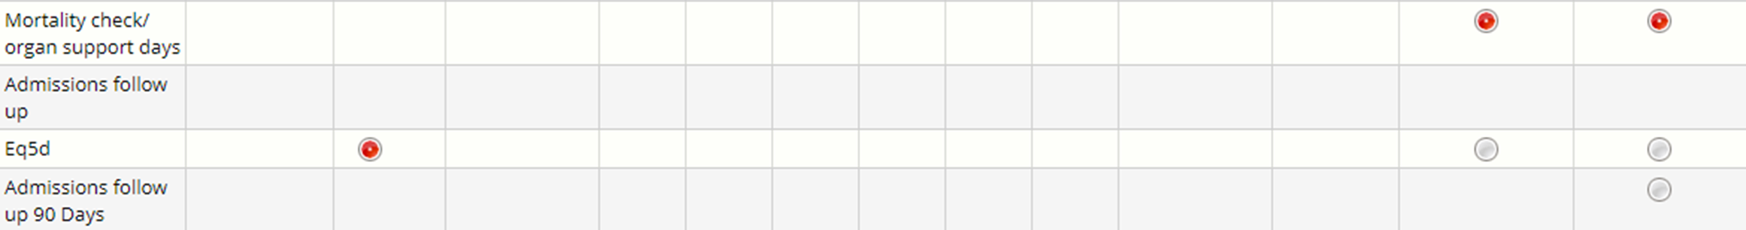 Mortality check/
organ support days
Admissions follow
up
Eq5d
Admissions follow
up 90 Days